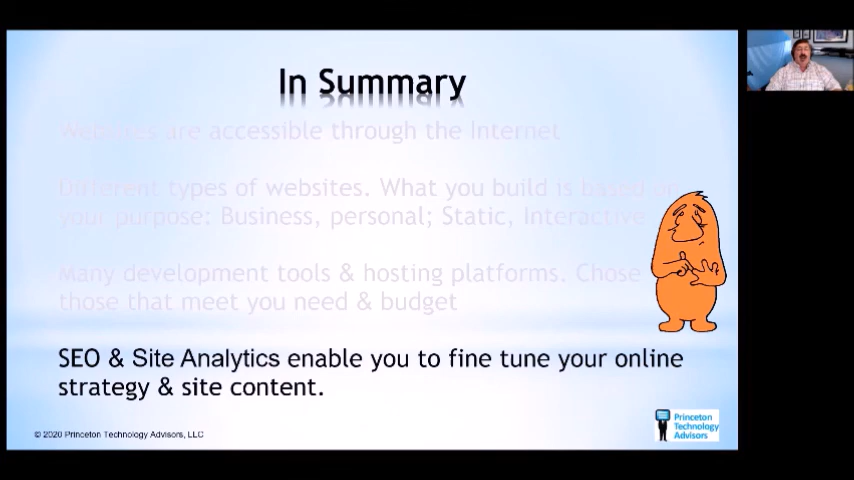 In Summary
Websites are accessible through the Internet
Different types of websites. What you build is based on
your purpose: Business, personal; Static, Interactive
Many development tools & hosting platforms. Chose
those that meet you need & budget
SEO & Site Analytics enable you to fine tune your online
strategy & site content.
© 2020 Princeton Technology Advisors, LLC
Princeton
Technology
Advisors